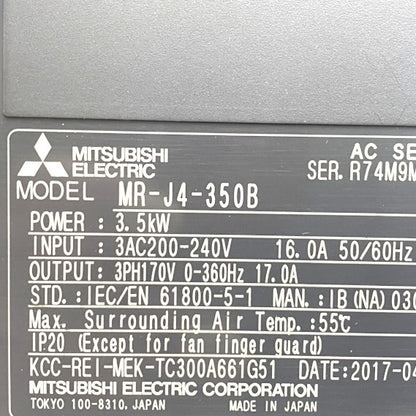 MITSUBISHI
ELECTRIC
AC SE
SER. R74M9M
MODEL MR-J4-350B
POWER : 3.5kW
INPUT : 3AC200-240V 16.0A 50/60Hz
OUTPUT: 3PH170V 0-360Hz 17.0A
STD.: IEC/EN 61800-5-1 MAN.: IB(NA)030
Max. Surrounding Air Temp.:55℃
IP20 (Except for fan finger guard)
KCC-REI-MEK-TC300A661G51 DATE:2017-04
MITSUBISHI ELECTRIC CORPORATION
TOKYO 100-8310, JAPAN MADE IN JAPAN